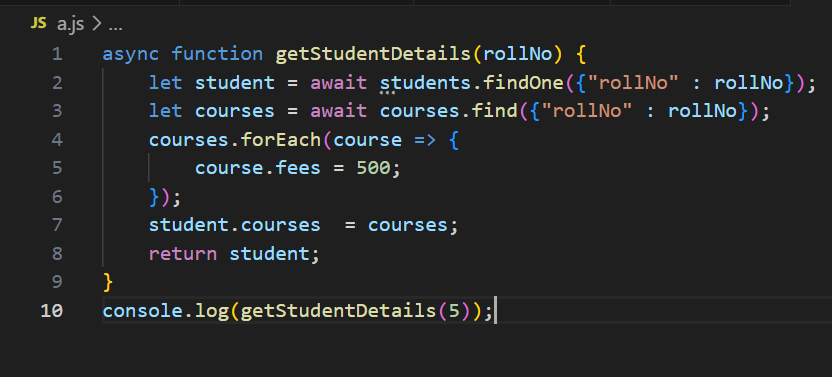 JS a.js > ...
1 async function getStudentDetails(rollNo) {
2 let student = await students.findOne({"rollNo" : rollNo});
3 let courses = await courses.find({"rollNo" : rollNo});
4 courses.forEach(course => {
5 course.fees = 500;
6 });
7 student.courses  = courses;
8 return student;
9 }
10 console.log(getStudentDetails(5));